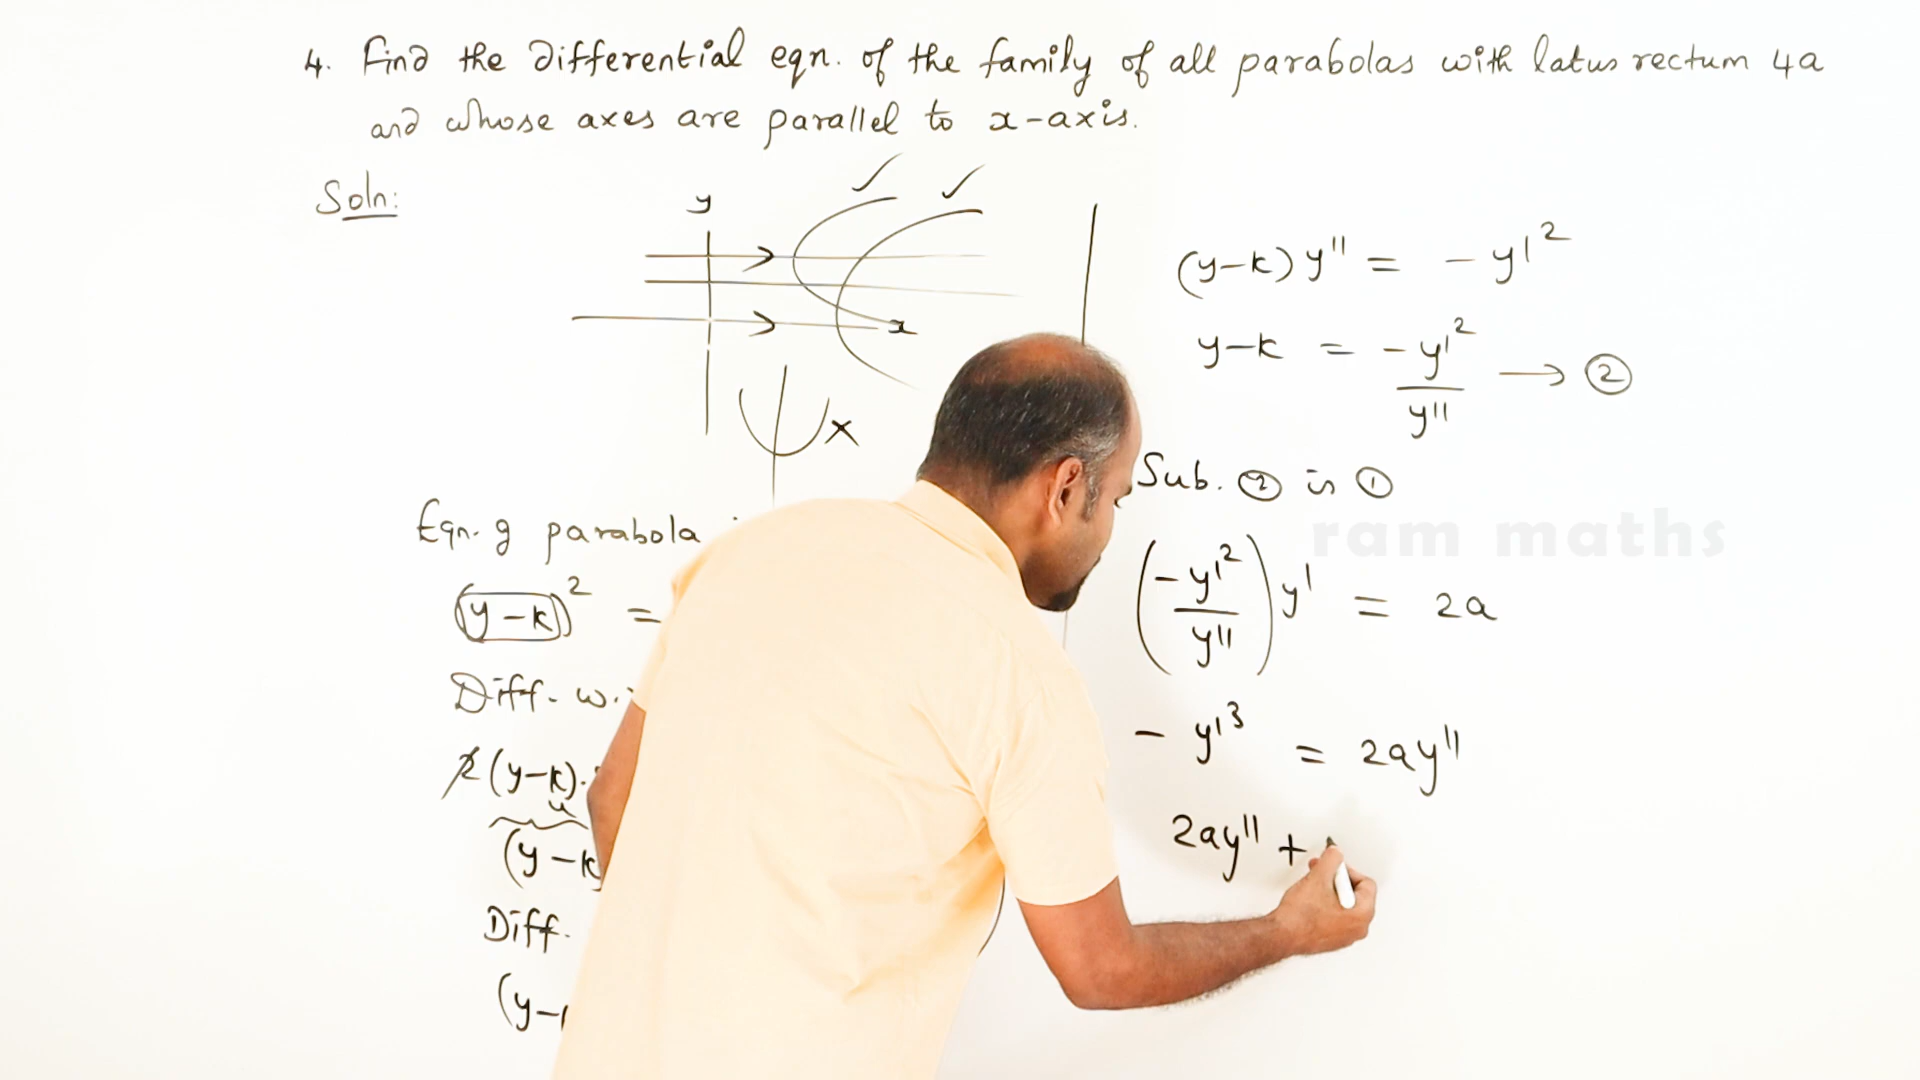 4. Find the differential eqn. of the family of all parabolas with latus rectum 4a
and whose axes are parallel to x-axis.
Soln:
y
x
x
Eqn. of parabola
(y-k)² =
Diff. w.
2(y-k).
u
(y-k
Diff.
(y-
(y-k)y'' = -y'²
y-k = -y'²/y'' → ②
Sub. ② in ①
ram maths
(-y'²/y'')y' = 2a
- y'³ = 2ay''
2ay'' +